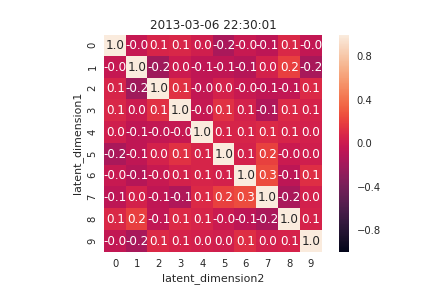 2013-03-06 22:30:01
0 1.0 -0.0 0.1 0.1 0.0 -0.2 -0.0 -0.1 0.1 -0.0
1 -0.0 1.0 -0.2 0.0 -0.1 -0.1 -0.1 0.0 0.2 -0.2
2 0.1 -0.2 1.0 0.1 -0.0 0.0 -0.0 -0.1 -0.1 0.1
3 0.1 0.0 0.1 1.0 -0.0 0.1 0.1 -0.1 0.1 0.1
4 0.0 -0.1 -0.0 -0.0 1.0 0.1 0.1 0.1 0.1 0.0
5 -0.2 -0.1 0.0 0.1 0.1 1.0 0.1 0.2 -0.0 0.0
6 -0.0 -0.1 -0.0 0.1 0.1 0.1 1.0 0.3 -0.1 0.1
7 -0.1 0.0 -0.1 -0.1 0.1 0.2 0.3 1.0 -0.2 0.0
8 0.1 0.2 -0.1 0.1 0.1 -0.0 -0.1 -0.2 1.0 0.1
9 -0.0 -0.2 0.1 0.1 0.0 0.0 0.1 0.0 0.1 1.0
0 1 2 3 4 5 6 7 8 9
latent_dimension1
latent_dimension2
0.8
0.4
0.0
−0.4
−0.8